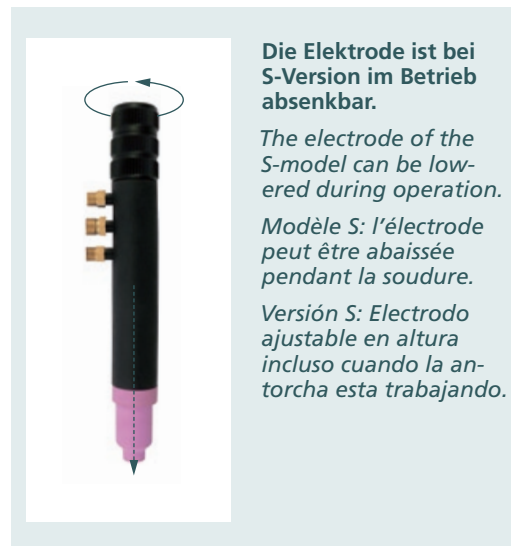 Die Elektrode ist bei
S-Version im Betrieb
absenkbar.
The electrode of the
S-model can be low-
ered during operation.
Modèle S: l'électrode
peut être abaissée
pendant la soudure.
Versión S: Electrodo
ajustable en altura
incluso cuando la an-
torcha esta trabajando.